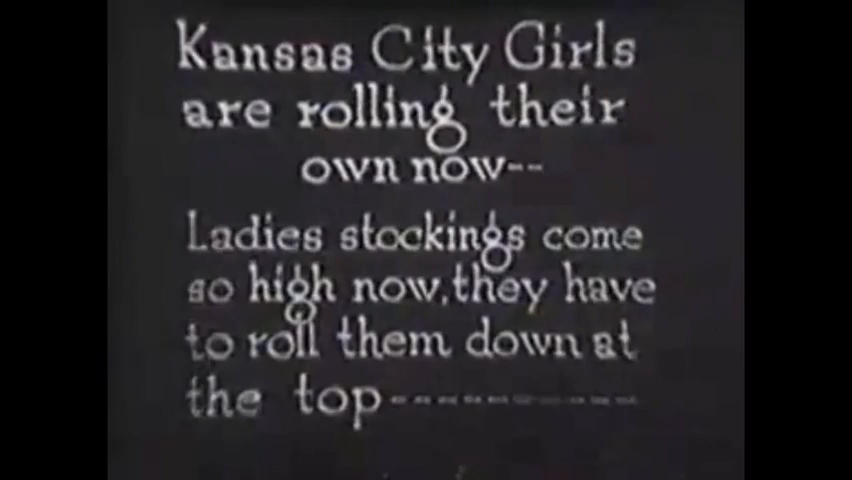 Kansas City Girls
are rolling their
own now--
Ladies stockings come
so high now, they have
to roll them down at
the top-----------